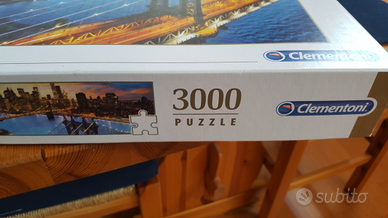 Clementoni
3000
PUZZLE
Clementoni
subito